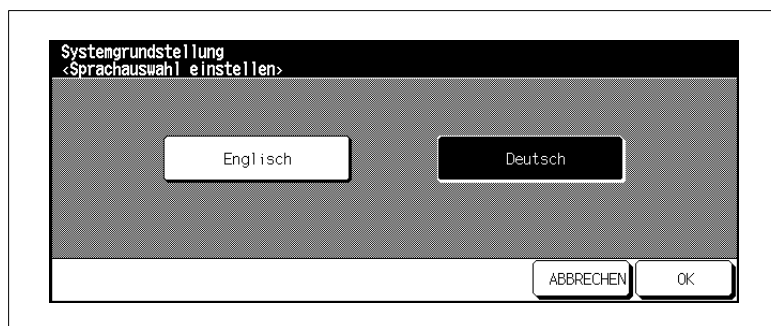 Systemgrundstellung
<Sprachauswahl einstellen>
Englisch
Deutsch
ABBRECHEN
OK